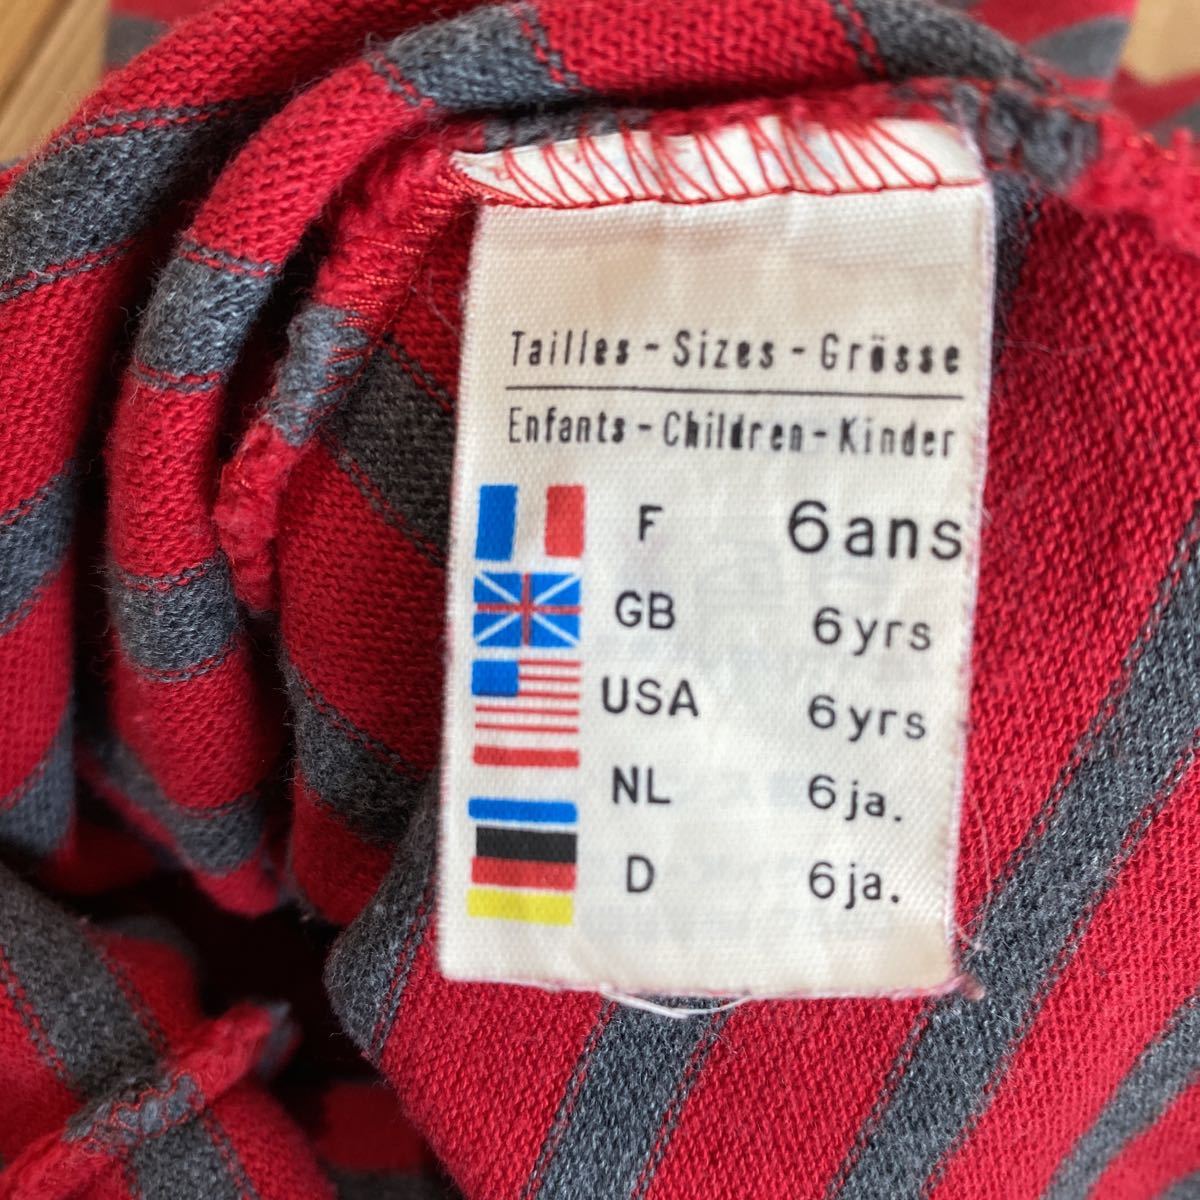 Tailles - Sizes - Grösse
Enfants - Children - Kinder
F 6ans
GB 6yrs
USA 6yrs
NL 6ja.
D 6ja.